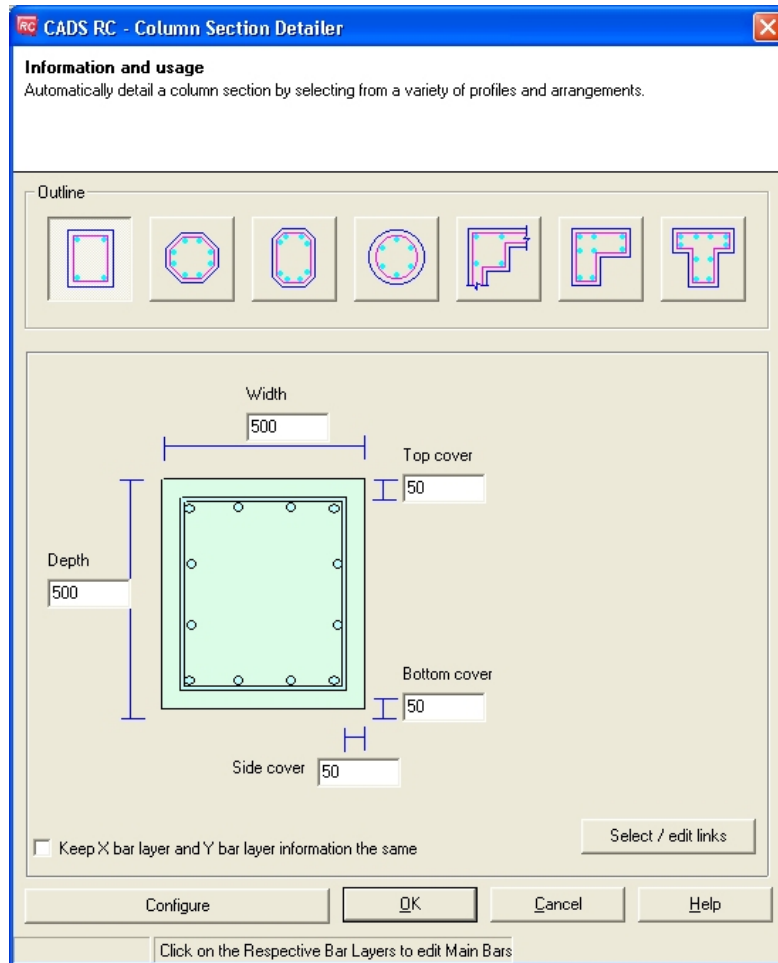 RC CADS RC - Column Section Detailer
Information and usage
Automatically detail a column section by selecting from a variety of profiles and arrangements.
Outline
Width
500
Top cover
50
Depth
500
Bottom cover
50
Side cover 50
Select / edit links
Keep X bar layer and Y bar layer information the same
Configure OK Cancel Help
Click on the Respective Bar Layers to edit Main Bars